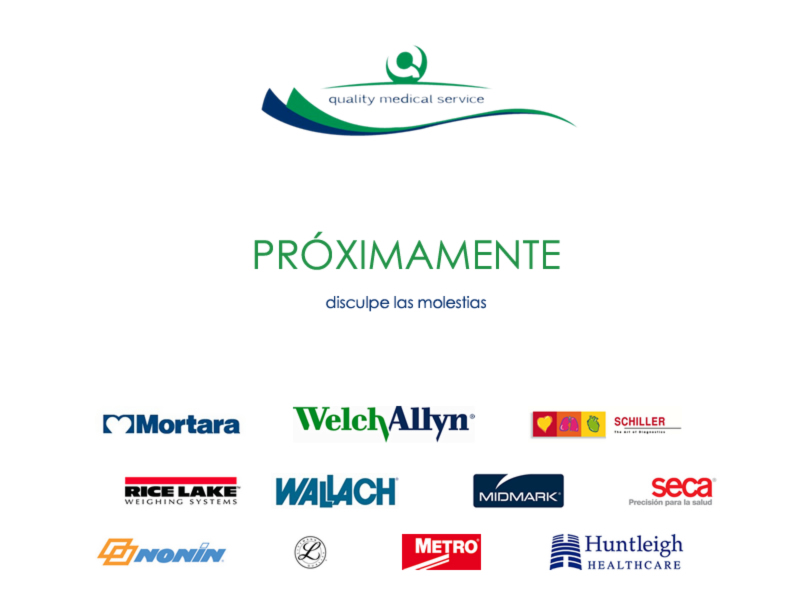 quality medical service
PRÓXIMAMENTE
disculpe las molestias
Mortara
WelchAllyn®
SCHILLER
The Art of Diagnostics
RICE LAKE
WEIGHING SYSTEMS
WALLACH®
MIDMARK®
seca®
Precisión para la salud
NONIN.
L
METRO®
Huntleigh
HEALTHCARE